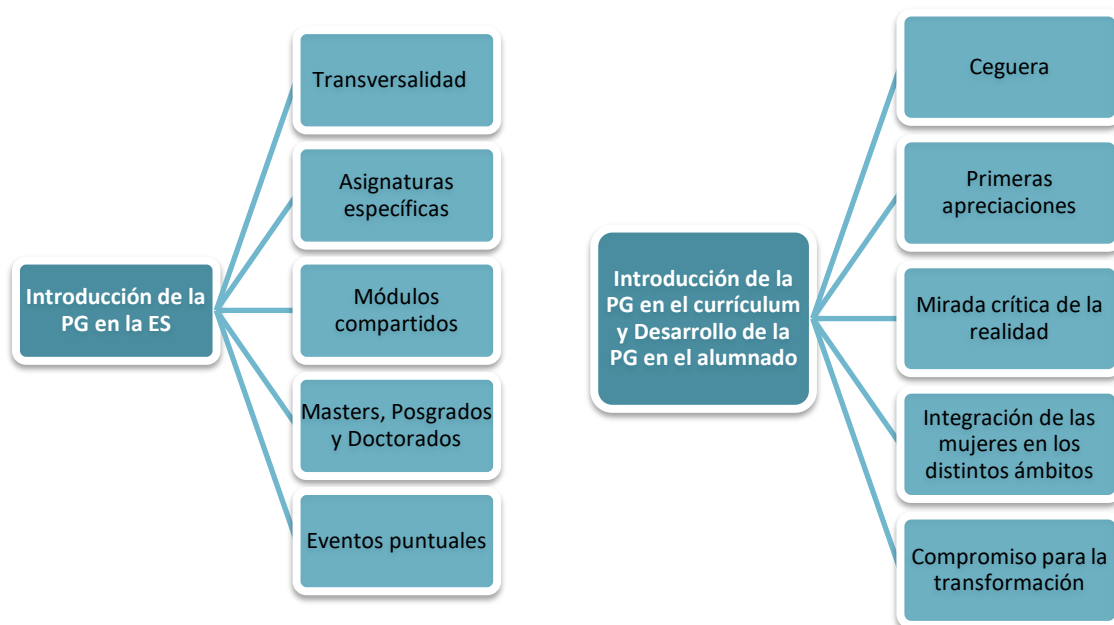 Introducción de la
PG en la ES
Transversalidad
Asignaturas
específicas
Módulos
compartidos
Masters, Posgrados
y Doctorados
Eventos puntuales
Introducción de la
PG en el currículum
y Desarrollo de la
PG en el alumnado
Ceguera
Primeras
apreciaciones
Mirada crítica de la
realidad
Integración de las
mujeres en los
distintos ámbitos
Compromiso para la
transformación